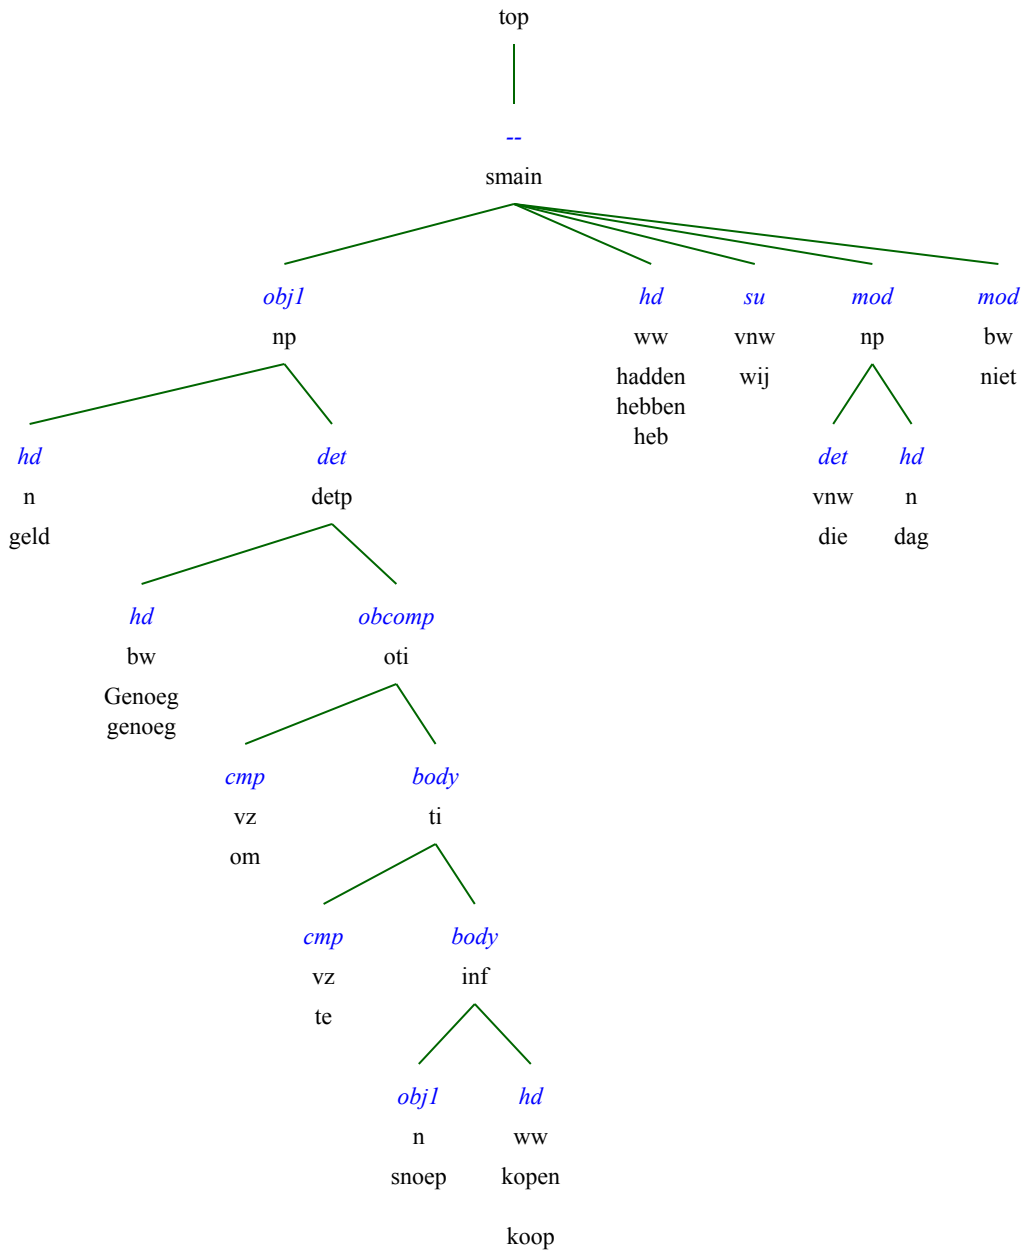 top
--
smain
obj1 hd su mod mod
np ww vnw np bw
hadden wij niet
hebben
heb
hd det det hd
n detp vnw n
geld die dag
hd obcomp
bw oti
Genoeg
genoeg
cmp body
vz ti
om
cmp body
vz inf
te
obj1 hd
n ww
snoep kopen
koop